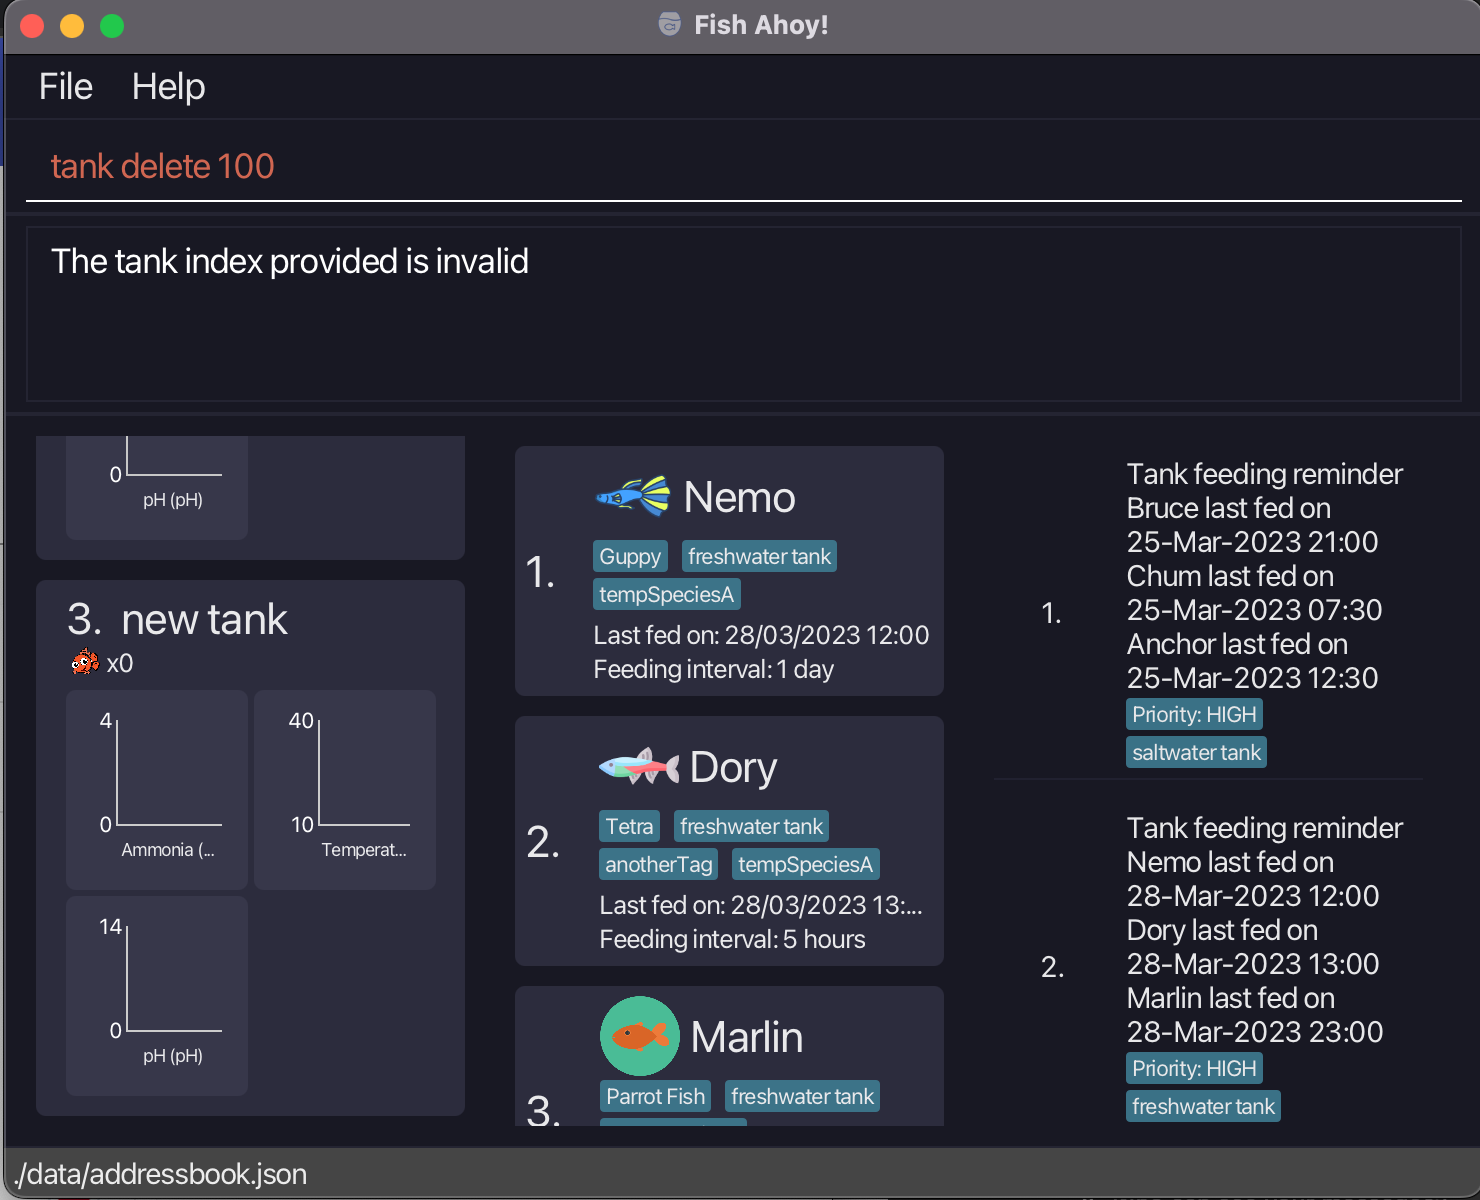 Fish Ahoy!
File Help
tank delete 100
The tank index provided is invalid
0
pH (pH)
3. new tank
x0
4
0
Ammonia (...
40
10
Temperat...
14
0
pH (pH)
1.
Nemo
Guppy freshwater tank
tempSpeciesA
Last fed on: 28/03/2023 12:00
Feeding interval: 1 day
2.
Dory
Tetra freshwater tank
anotherTag tempSpeciesA
Last fed on: 28/03/2023 13:...
Feeding interval: 5 hours
3.
Marlin
Parrot Fish freshwater tank
1.
Tank feeding reminder
Bruce last fed on
25-Mar-2023 21:00
Chum last fed on
25-Mar-2023 07:30
Anchor last fed on
25-Mar-2023 12:30
Priority: HIGH
saltwater tank
2.
Tank feeding reminder
Nemo last fed on
28-Mar-2023 12:00
Dory last fed on
28-Mar-2023 13:00
Marlin last fed on
28-Mar-2023 23:00
Priority: HIGH
freshwater tank
./data/addressbook.json